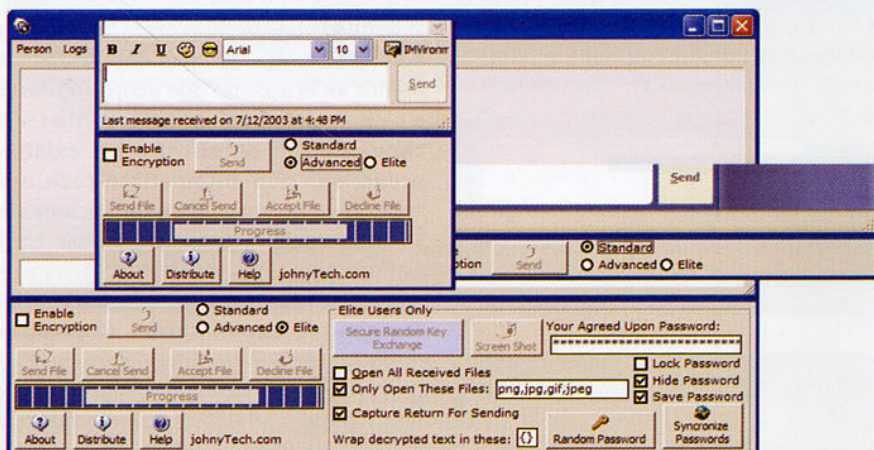 Person Logs
B I U Arial 10 IMVironm
Send
Last message received on 7/12/2003 at 4:48 PM
Enable Encryption Send Standard Advanced Elite
Send File Cancel Send Accept File Decline File
Progress
About Distribute Help johnyTech.com
Send
ption Send Standard Advanced Elite
Enable Encryption Send Standard Advanced Elite
Send File Cancel Send Accept File Decline File
Progress
About Distribute Help johnyTech.com
Elite Users Only
Secure Random Key Exchange Screen Shot Your Agreed Upon Password:
**********************
Open All Received Files Lock Password
Only Open These Files: png,jpg,gif,jpeg Hide Password
Save Password
Capture Return For Sending
Wrap decrypted text in these: {} Random Password Syncronize Passwords